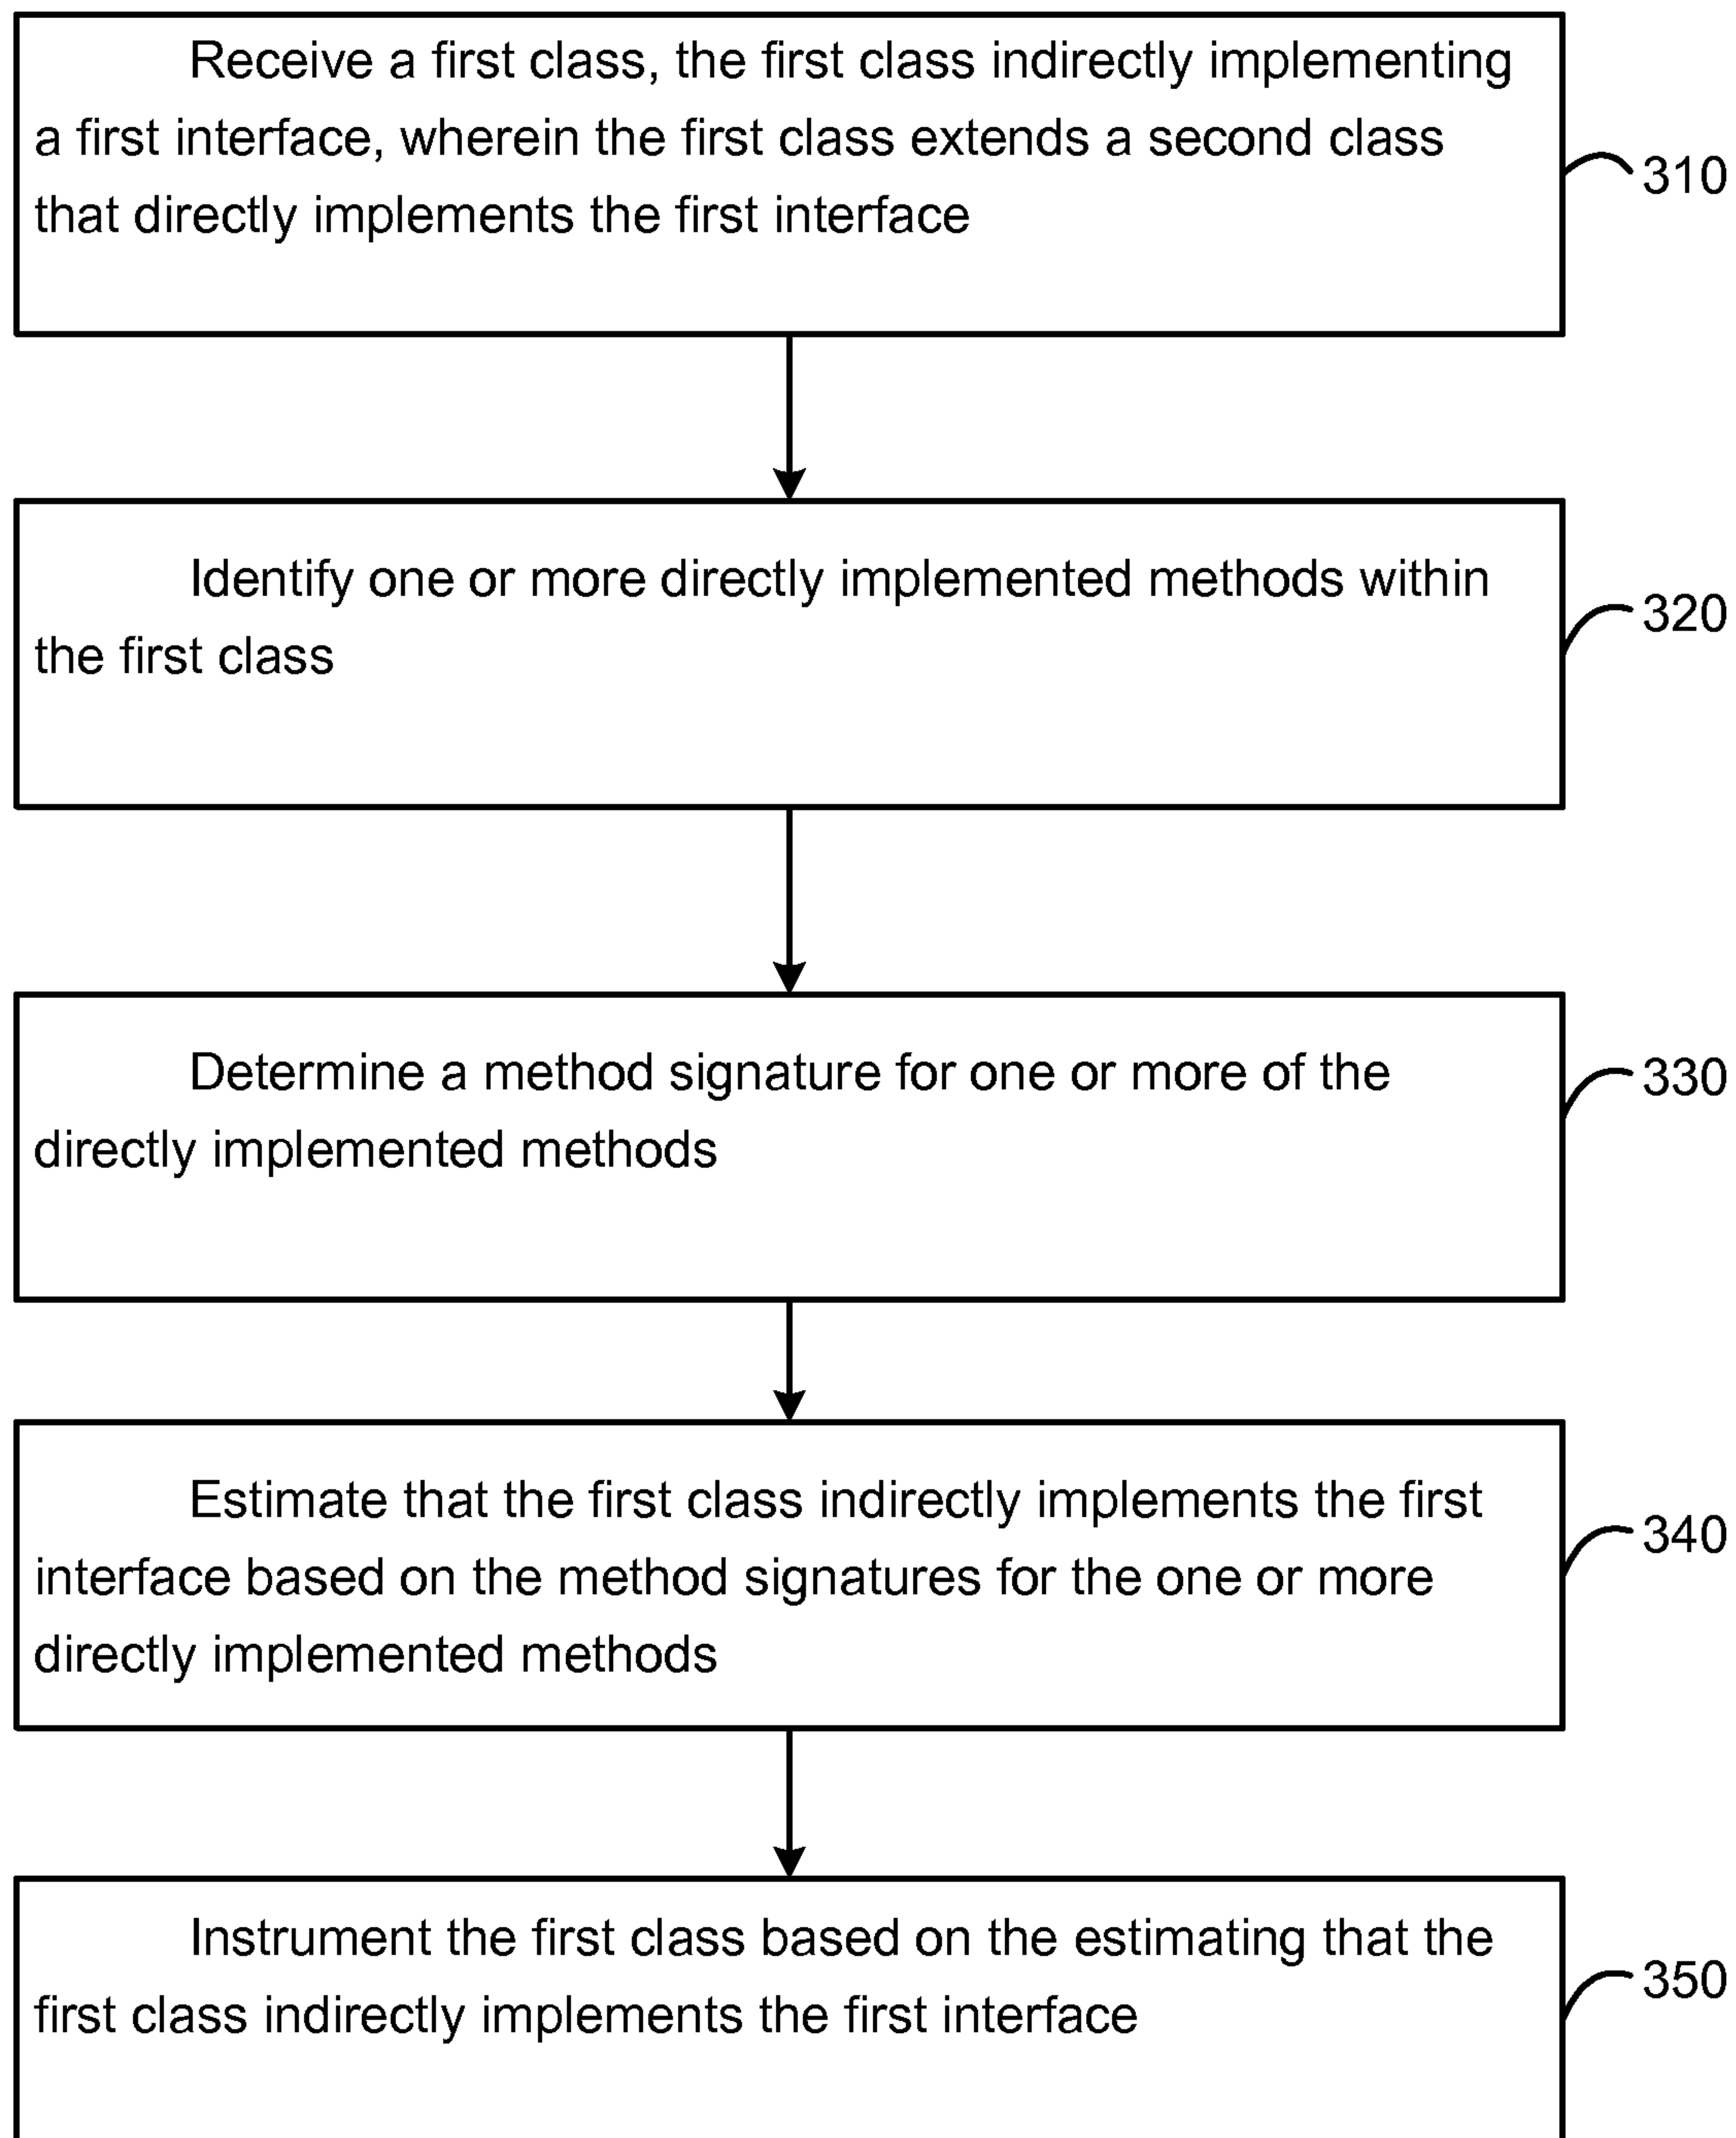 Receive a first class, the first class indirectly implementing
a first interface, wherein the first class extends a second class
that directly implements the first interface
310
Identify one or more directly implemented methods within
the first class
320
Determine a method signature for one or more of the
directly implemented methods
330
Estimate that the first class indirectly implements the first
interface based on the method signatures for the one or more
directly implemented methods
340
Instrument the first class based on the estimating that the
first class indirectly implements the first interface
350